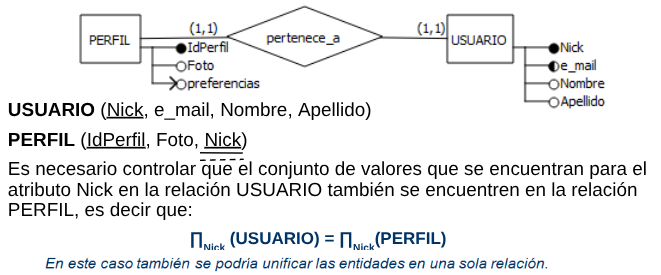 (1,1) (1,1)
PERFIL pertenece_a USUARIO
IdPerfil Nick
Foto e_mail
preferencias Nombre
Apellido
USUARIO (Nick, e_mail, Nombre, Apellido)
PERFIL (IdPerfil, Foto, Nick)
Es necesario controlar que el conjunto de valores que se encuentran para el
atributo Nick en la relación USUARIO también se encuentren en la relación
PERFIL, es decir que:
∏Nick (USUARIO) = ∏Nick(PERFIL)
En este caso también se podría unificar las entidades en una sola relación.